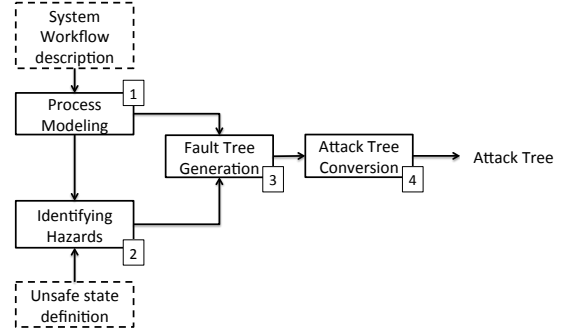 System
Workflow
description
1
Process
Modeling
Fault Tree
Generation
3
Attack Tree
Conversion
4
Attack Tree
Identifying
Hazards
2
Unsafe state
definition